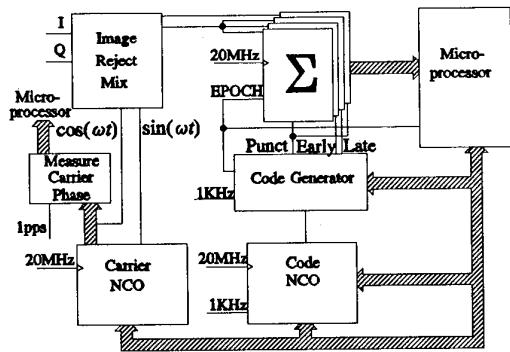 I
Q
Image
Reject
Mix
20MHz
Σ
EPOCH
Micro-
processor
Micro-
processor
cos(ωt)
sin(ωt)
Punct Early Late
Measure
Carrier
Phase
Code Generator
1KHz
1pps
20MHz
Carrier
NCO
20MHz
Code
NCO
1KHz